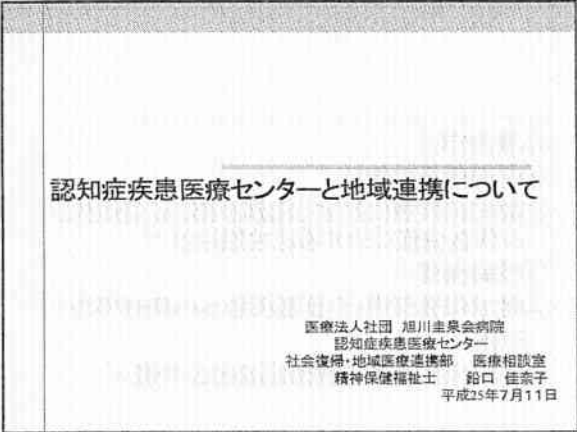 認知症疾患医療センターと地域連携について
医療法人社団 旭川圭泉会病院
認知症疾患医療センター
社会復帰・地域医療連携部 医療相談室
精神保健福祉士 船口 佳奈子
平成25年7月11日